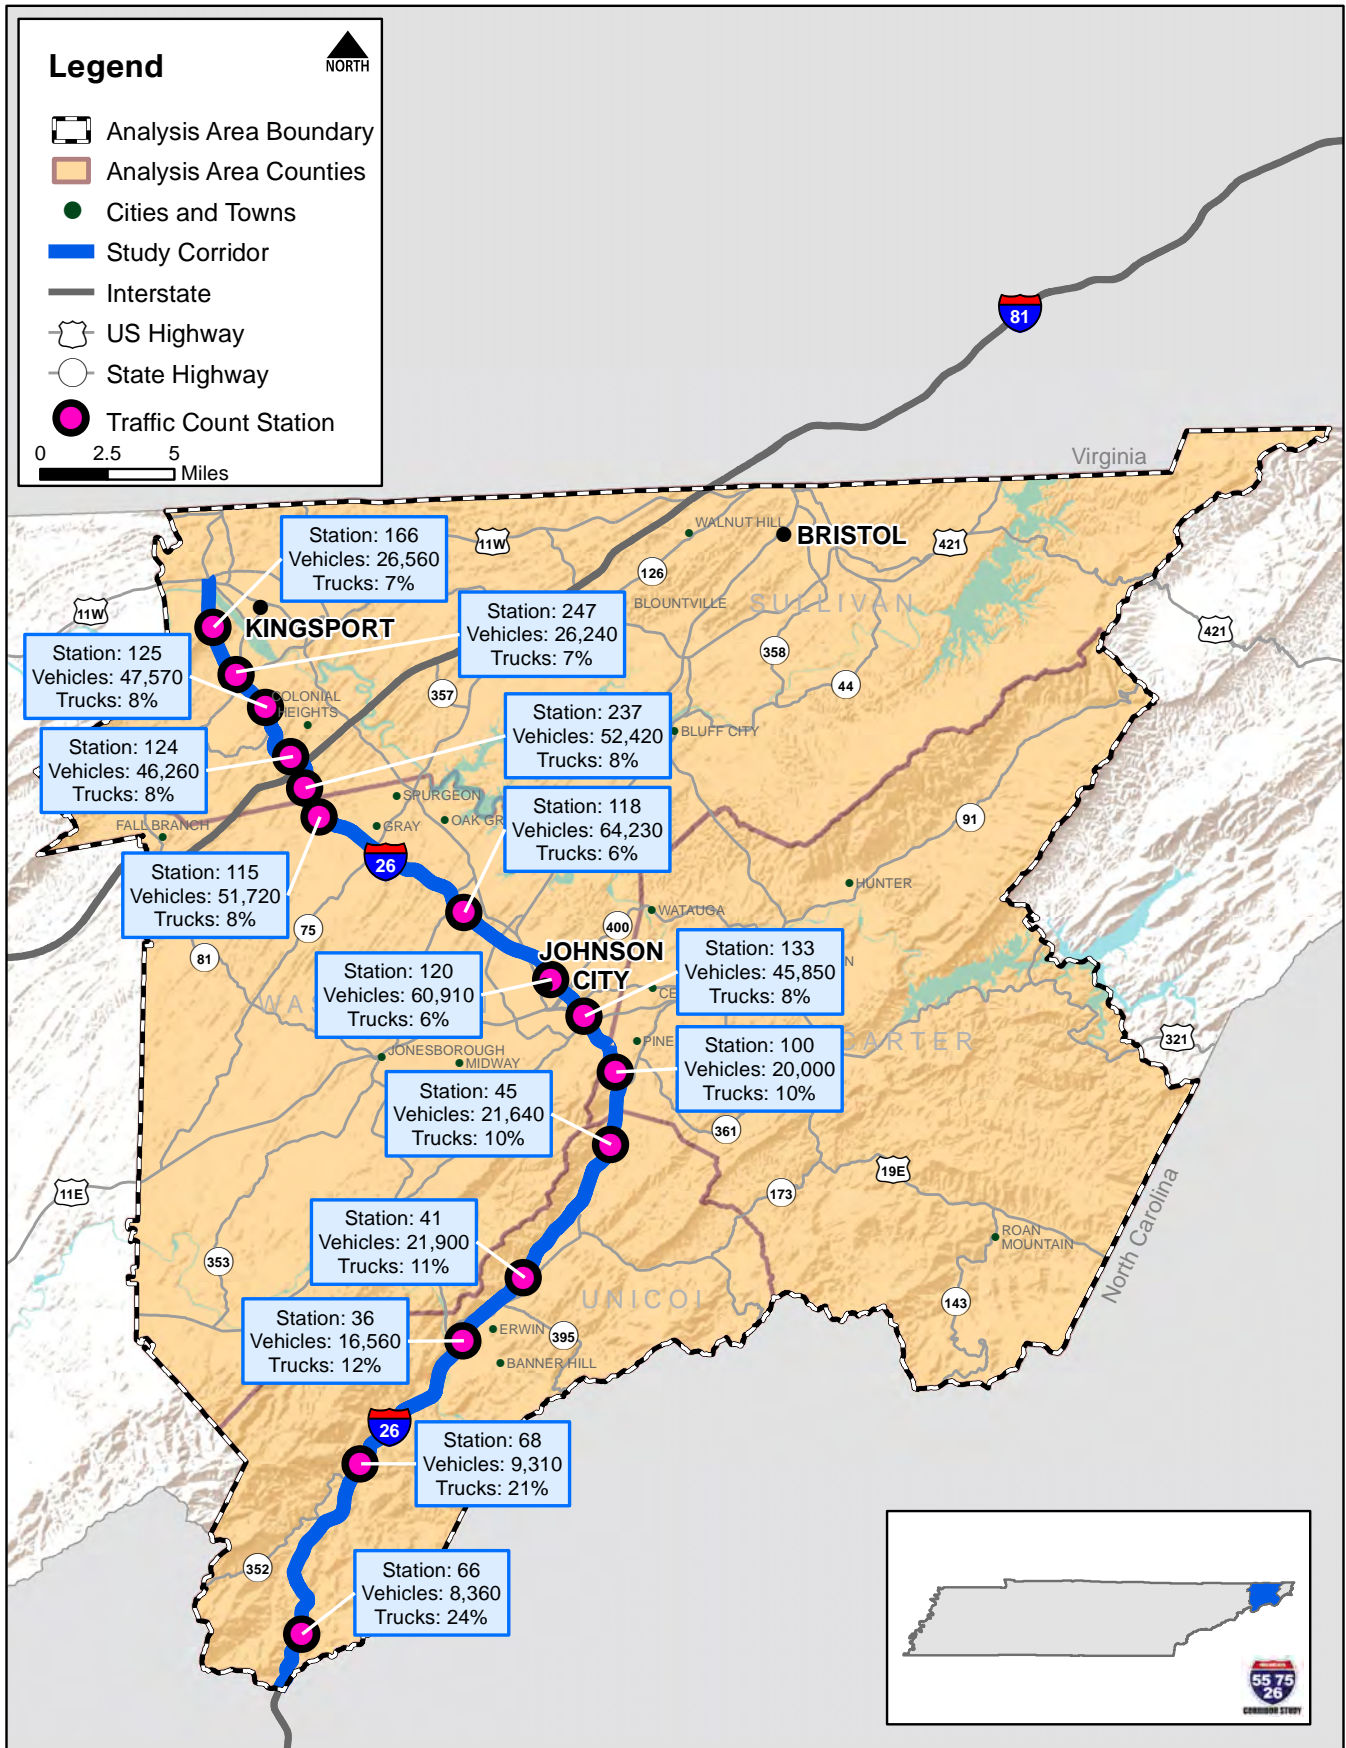 Legend
NORTH
Analysis Area Boundary
Analysis Area Counties
Cities and Towns
Study Corridor
Interstate
US Highway
State Highway
Traffic Count Station
0 2.5 5
Miles
81
Virginia
Station: 166
Vehicles: 26,560
Trucks: 7%
11W
WALNUT HILL
BRISTOL
421
126
BLOUNTVILLE
SULLIVAN
11W
KINGSPORT
Station: 247
Vehicles: 26,240
Trucks: 7%
421
Station: 125
Vehicles: 47,570
Trucks: 8%
358
44
357
COLONIAL
HEIGHTS
Station: 237
Vehicles: 52,420
Trucks: 8%
BLUFF CITY
Station: 124
Vehicles: 46,260
Trucks: 8%
SPURGEON
Station: 118
Vehicles: 64,230
Trucks: 6%
FALL BRANCH
GRAY
OAK GR
91
26
Station: 115
Vehicles: 51,720
Trucks: 8%
HUNTER
WATAUGA
75
400
81
JOHNSON
CITY
Station: 133
Vehicles: 45,850
Trucks: 8%
Station: 120
Vehicles: 60,910
Trucks: 6%
N
CE
WAS
PINE
CARTER
321
JONESBOROUGH
MIDWAY
Station: 100
Vehicles: 20,000
Trucks: 10%
Station: 45
Vehicles: 21,640
Trucks: 10%
361
19E
11E
173
Station: 41
Vehicles: 21,900
Trucks: 11%
ROAN
MOUNTAIN
North Carolina
353
UNICOI
143
Station: 36
Vehicles: 16,560
Trucks: 12%
ERWIN
395
BANNER HILL
26
Station: 68
Vehicles: 9,310
Trucks: 21%
352
Station: 66
Vehicles: 8,360
Trucks: 24%
55 75
26
CORRIDOR STUDY